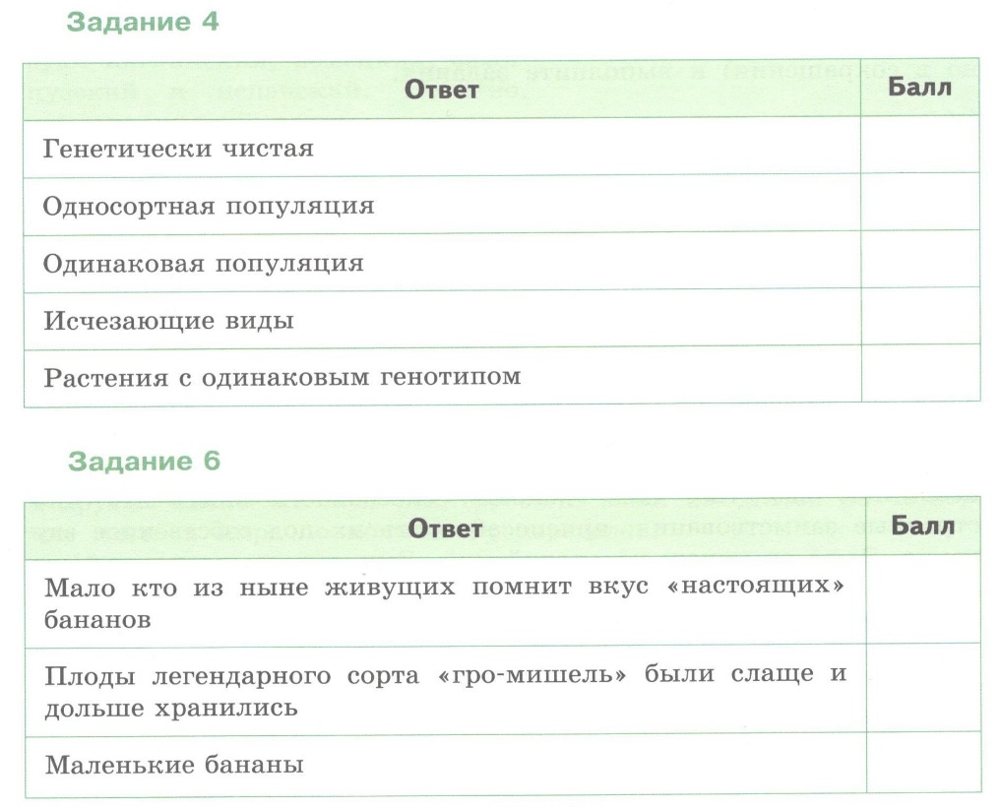 Задание 4
Ответ
Балл
Генетически чистая
Односортная популяция
Одинаковая популяция
Исчезающие виды
Растения с одинаковым генотипом
Задание 6
Ответ
Балл
Мало кто из ныне живущих помнит вкус «настоящих»
бананов
Плоды легендарного сорта «гро-мишель» были слаще и
дольше хранились
Маленькие бананы